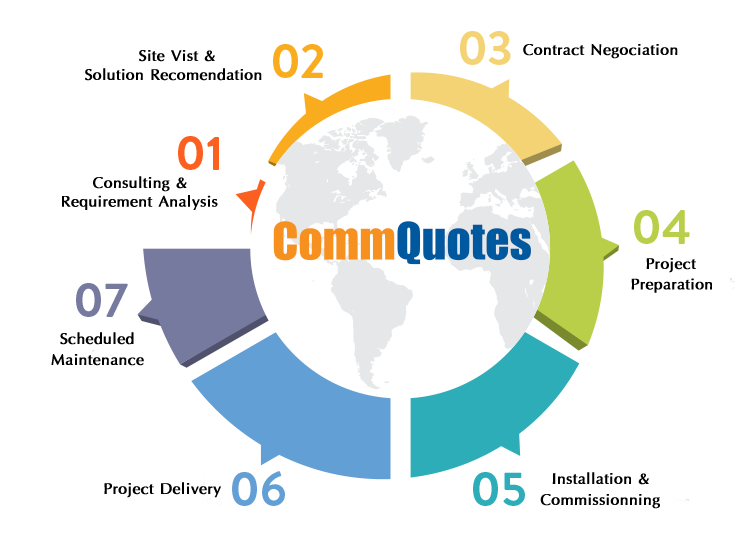 01
Consulting &
Requirement Analysis
02
Site Vist &
Solution Recomendation
03
Contract Negociation
04
Project
Preparation
05
Installation &
Commissionning
06
Project Delivery
07
Scheduled
Maintenance
CommQuotes